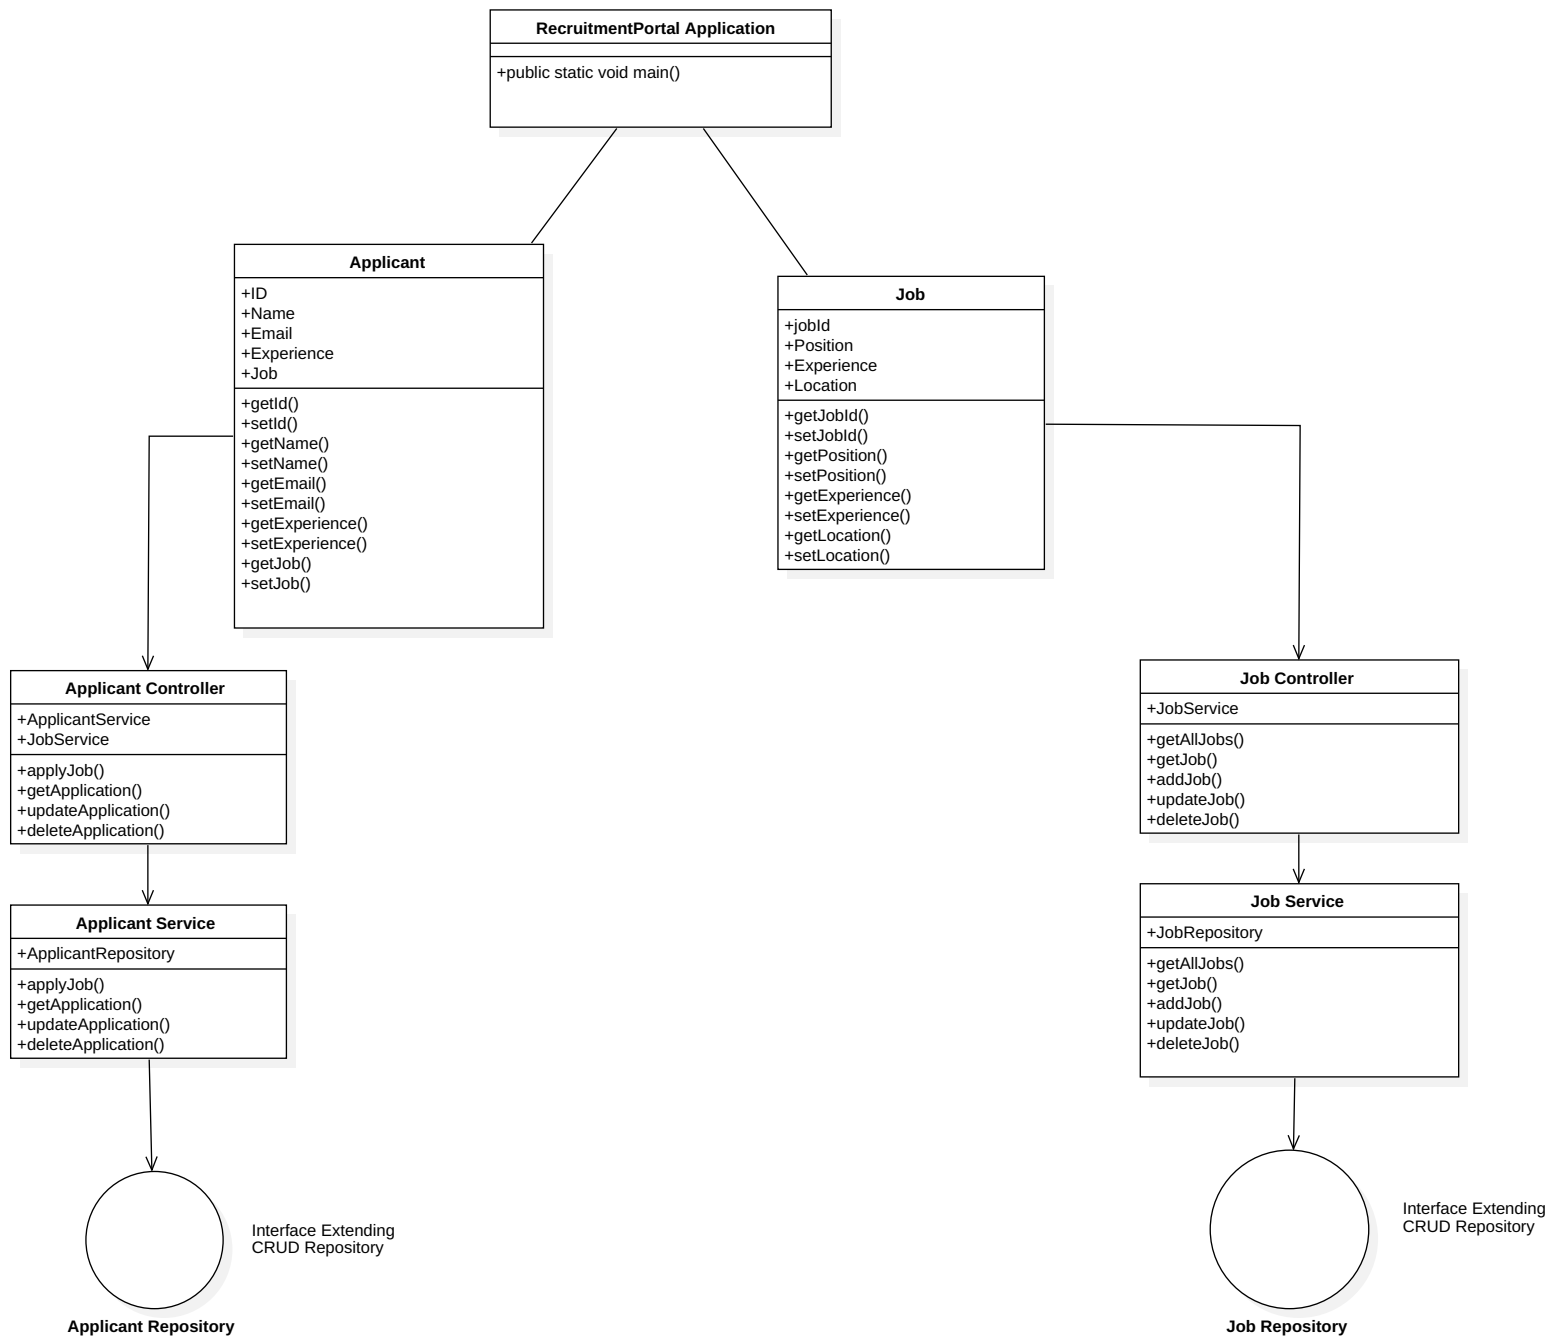 RecruitmentPortal Application
+public static void main()
Applicant
+ID
+Name
+Email
+Experience
+Job
+getId()
+setId()
+getName()
+setName()
+getEmail()
+setEmail()
+getExperience()
+setExperience()
+getJob()
+setJob()
Job
+jobId
+Position
+Experience
+Location
+getJobId()
+setJobId()
+getPosition()
+setPosition()
+getExperience()
+setExperience()
+getLocation()
+setLocation()
Applicant Controller
+ApplicantService
+JobService
+applyJob()
+getApplication()
+updateApplication()
+deleteApplication()
Job Controller
+JobService
+getAllJobs()
+getJob()
+addJob()
+updateJob()
+deleteJob()
Applicant Service
+ApplicantRepository
+applyJob()
+getApplication()
+updateApplication()
+deleteApplication()
Job Service
+JobRepository
+getAllJobs()
+getJob()
+addJob()
+updateJob()
+deleteJob()
Interface Extending
CRUD Repository
Applicant Repository
Interface Extending
CRUD Repository
Job Repository